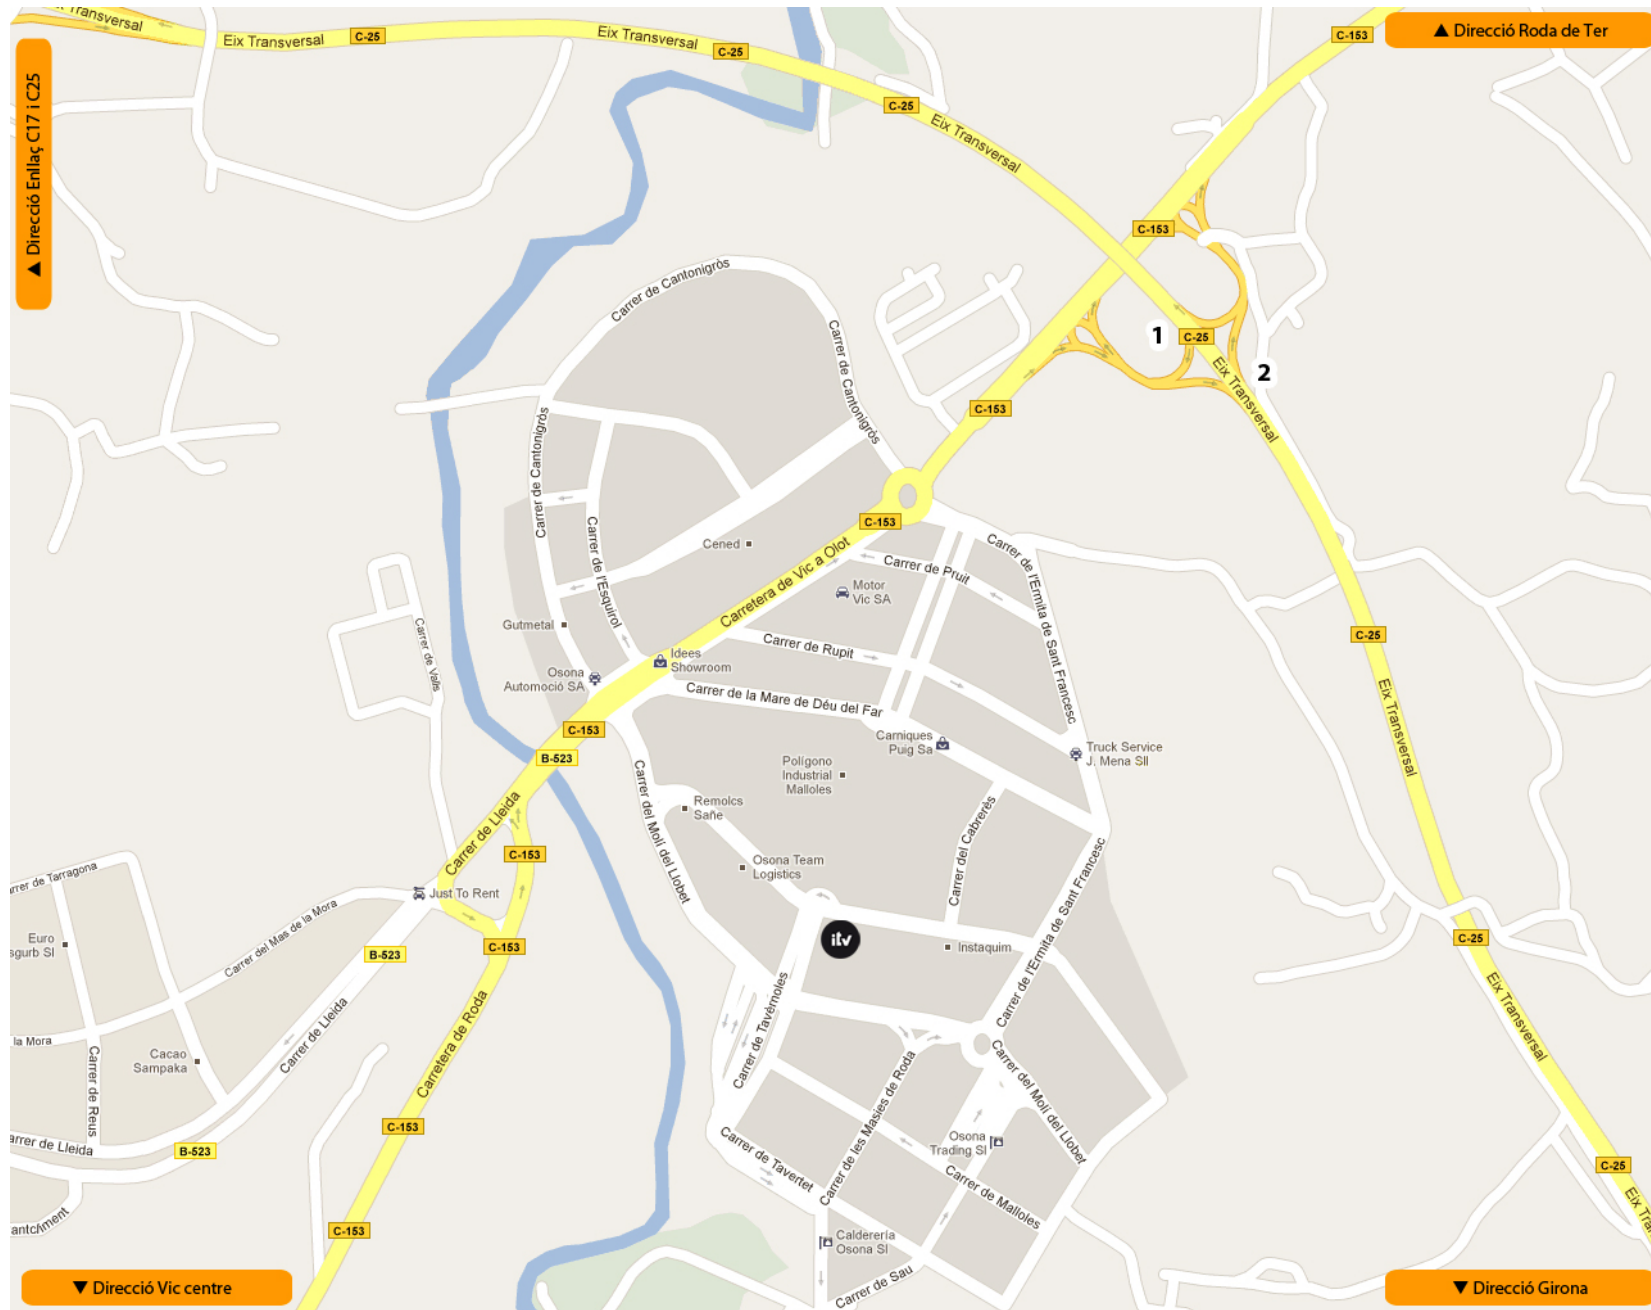 Transversal
Eix Transversal
C-25
Eix Transversal
C-25
C-153
▲ Direcció Roda de Ter
▲ Direcció Enllaç C17 i C25
C-25
Eix Transversal
C-153
Carrer de Cantonigròs
Carrer de Cantonigròs
1
C-25
2
Eix Transversal
C-153
Carrer de Cantonigròs
C-153
Carretera de Vic a Olot
Cened
Carrer de l'Esquirol
Carrer de Pruit
Carrer de l'Ermita de Sant Francesc
Motor
Vic SA
Gutmetal
Carrer de Rupit
C-25
Idees
Showroom
Osona
Automoció SA
Carrer de Valls
Carrer de la Mare de Déu del Far
C-153
B-523
Carniques
Puig Sa
Truck Service
J. Mena Sll
Eix Transversal
Polígono
Industrial
Malloles
Remolcs
Sañe
Carrer del Molí del Llobet
Carrer de Lleida
C-153
Osona Team
Logistics
Carrer del Cabrerès
Carrer de l'Ermita de Sant Francesc
rrer de Tarragona
Just To Rent
Carrer del Mas de la Mora
Euro
sgurb Sl
B-523
C-153
itv
Instaquim
C-25
Eix Transversal
Carrer de Lleida
Carretera de Roda
Carrer de Tavèrnoles
la Mora
Carrer de Reus
Cacao
Sampaka
Carrer de les Masies de Roda
Carrer del Molí del Llobet
C-153
Osona
Trading Sl
arrer de Lleida
B-523
Carrer de Tavertet
Carrer de Malloles
C-25
Eix Tran
antciment
C-153
Calderería
Osona Sl
Carrer de Sau
▼ Direcció Vic centre
▼ Direcció Girona